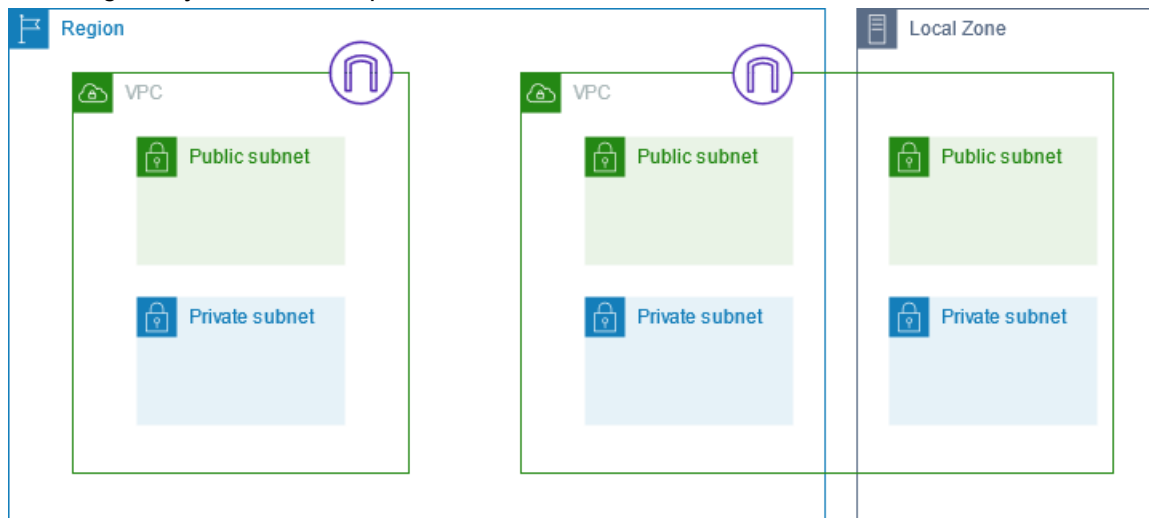 Region
Local Zone
VPC
VPC
Public subnet
Public subnet
Public subnet
Private subnet
Private subnet
Private subnet